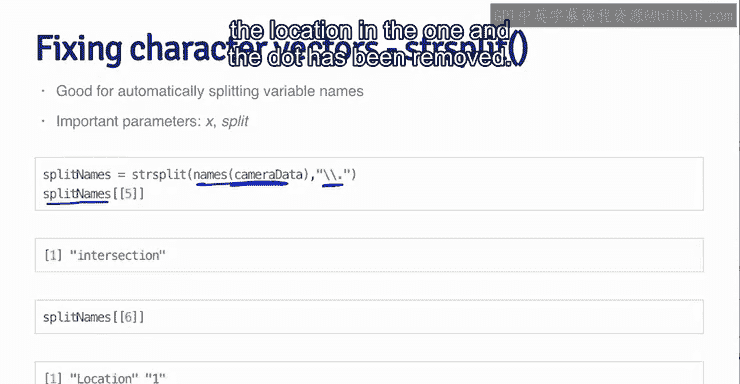 the location in the one and
the dot has been removed.
Fixing character vectors - strsplit()
· Good for automatically splitting variable names
· Important parameters: x, split
splitNames = strsplit(names(cameraData),"\\.")
splitNames[[5]]
[1] "intersection"
splitNames[[6]]
[1] "Location" "1"